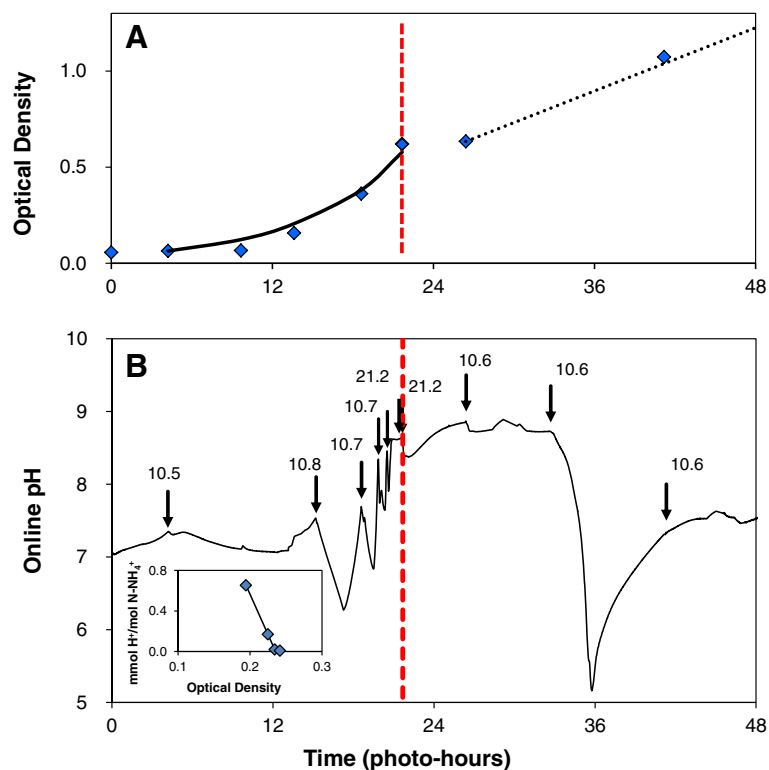 A
Optical Density
1.0
0.5
0.0
0 12 24 36 48
B
Online pH
10
9
8
7
6
5
10.5
10.8
10.7
10.7
21.2
21.2
10.6
10.6
10.6
mmol H⁺/mol N-NH₄⁺
0.8
0.4
0.0
0.1 0.2 0.3
Optical Density
0 12 24 36 48
Time (photo-hours)